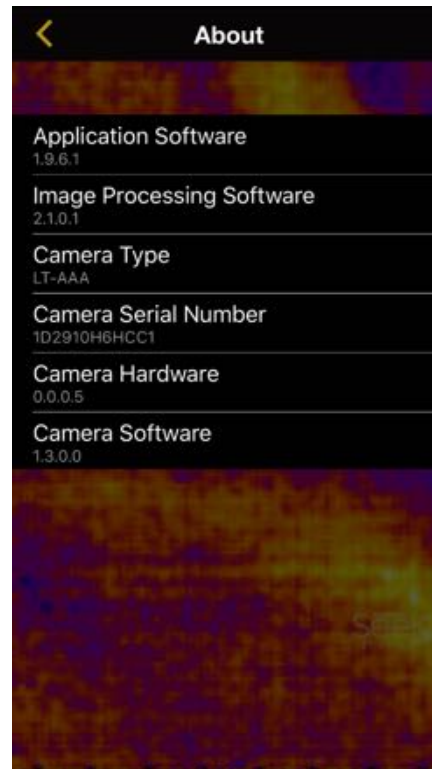 About
Application Software
1.9.6.1
Image Processing Software
2.1.0.1
Camera Type
LT-AAA
Camera Serial Number
1D2910H6HCC1
Camera Hardware
0.0.0.5
Camera Software
1.3.0.0